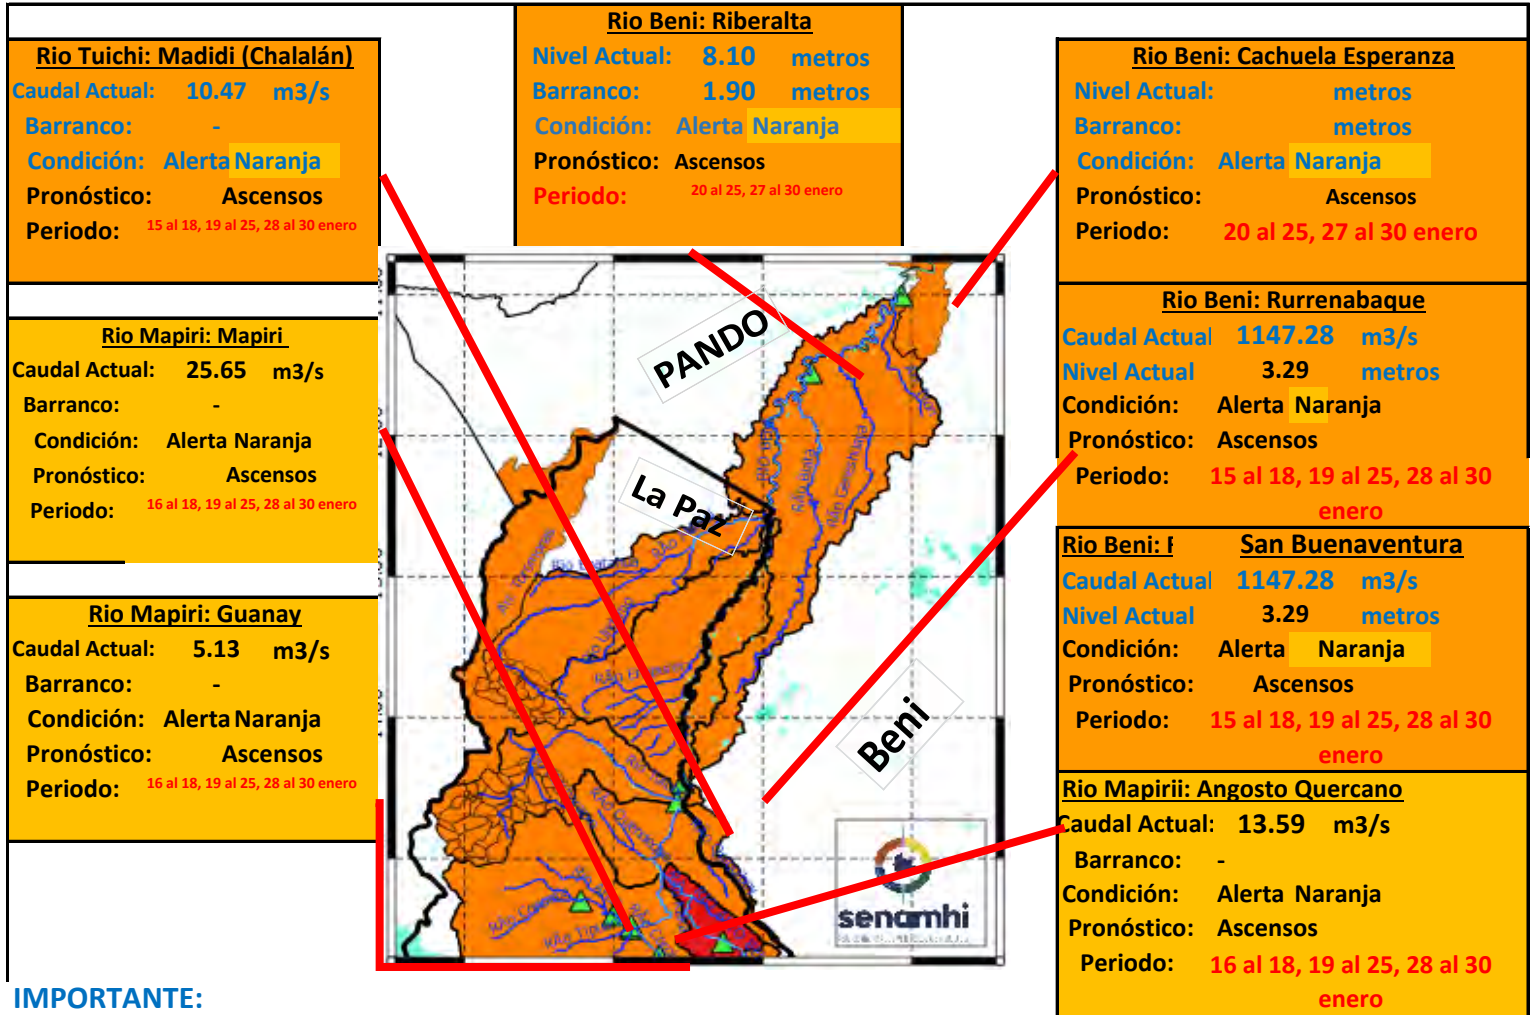 Rio Tuichi: Madidi (Chalalán)
Caudal Actual: 10.47 m3/s
Barranco: -
Condición: Alerta Naranja
Pronóstico: Ascensos
Periodo: 15 al 18, 19 al 25, 28 al 30 enero
Rio Mapiri: Mapiri
Caudal Actual: 25.65 m3/s
Barranco: -
Condición: Alerta Naranja
Pronóstico: Ascensos
Periodo: 16 al 18, 19 al 25, 28 al 30 enero
Rio Mapiri: Guanay
Caudal Actual: 5.13 m3/s
Barranco: -
Condición: Alerta Naranja
Pronóstico: Ascensos
Periodo: 16 al 18, 19 al 25, 28 al 30 enero
Rio Beni: Riberalta
Nivel Actual: 8.10 metros
Barranco: 1.90 metros
Condición: Alerta Naranja
Pronóstico: Ascensos
Periodo: 20 al 25, 27 al 30 enero
PANDO
La Paz
Beni
senamhi
Rio Beni: Cachuela Esperanza
Nivel Actual: metros
Barranco: metros
Condición: Alerta Naranja
Pronóstico: Ascensos
Periodo: 20 al 25, 27 al 30 enero
Rio Beni: Rurrenabaque
Caudal Actual 1147.28 m3/s
Nivel Actual 3.29 metros
Condición: Alerta Naranja
Pronóstico: Ascensos
Periodo: 15 al 18, 19 al 25, 28 al 30
enero
Rio Beni: San Buenaventura
Caudal Actual 1147.28 m3/s
Nivel Actual 3.29 metros
Condición: Alerta Naranja
Pronóstico: Ascensos
Periodo: 15 al 18, 19 al 25, 28 al 30
enero
Rio Mapirii: Angosto Quercano
Caudal Actual: 13.59 m3/s
Barranco: -
Condición: Alerta Naranja
Pronóstico: Ascensos
Periodo: 16 al 18, 19 al 25, 28 al 30
enero
IMPORTANTE: